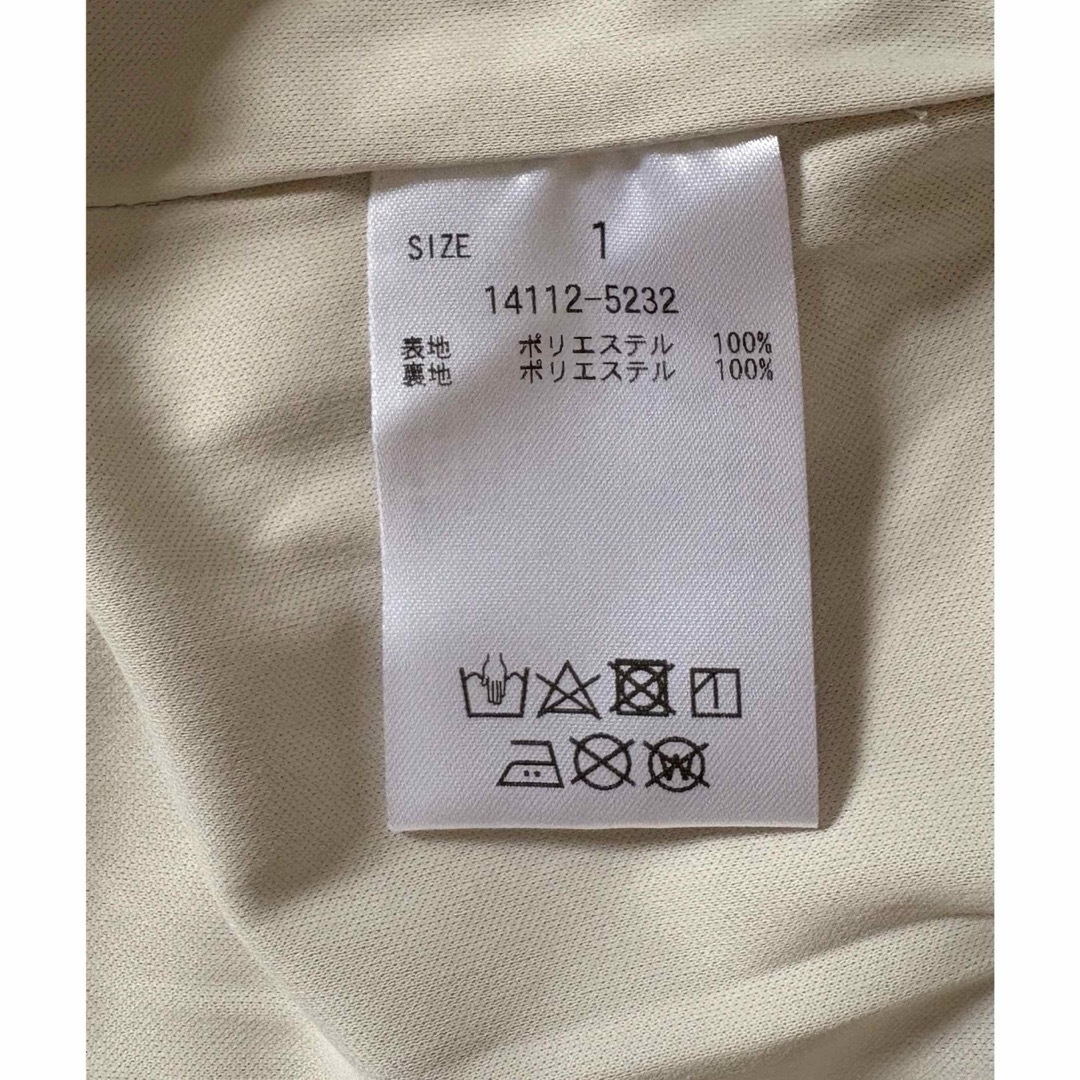 SIZE 1
14112-5232
表地 ポリエステル 100%
裏地 ポリエステル 100%
W